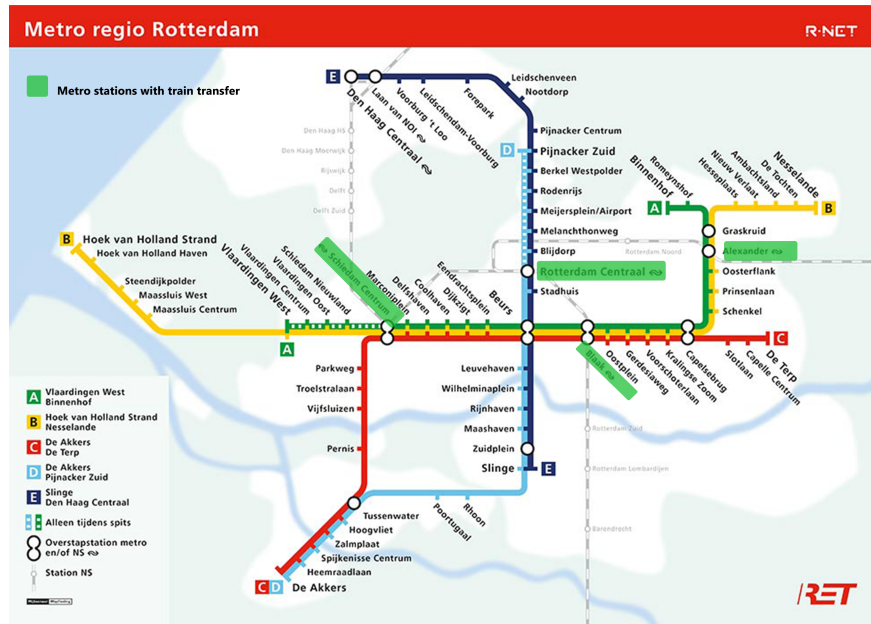 Metro regio Rotterdam
R·NET
Metro stations with train transfer
E
Den Haag Centraal
Laan van NOI
Voorburg 't Loo
Leidschendam-Voorburg
Forepark
Leidschenveen
Nootdorp
Pijnacker Centrum
D
Pijnacker Zuid
Berkel Westpolder
Rodenrijs
Meijersplein/Airport
Melanchthonweg
Blijdorp
Rotterdam Centraal
Stadhuis
Den Haag HS
Den Haag Moerwijk
Rijswijk
Delft
Delft Zuid
Rotterdam Noord
A
Binnenhof
Romeynshof
Hesseplaats
Nieuw Verlaat
Ambachtsland
De Tochten
Nesselande
B
Graskruid
Alexander
Oosterflank
Prinsenlaan
Schenkel
B
Hoek van Holland Strand
Hoek van Holland Haven
Steendijkpolder
Maassluis West
Maassluis Centrum
A
Vlaardingen West
Vlaardingen Centrum
Vlaardingen Oost
Schiedam Nieuwland
Schiedam Centrum
Marconiplein
Delfshaven
Coolhaven
Dijkzigt
Eendrachtsplein
Beurs
Blaak
Oostplein
Gerdesiaweg
Voorschoterlaan
Kralingse Zoom
Capelsebrug
Slotlaan
Capelle Centrum
De Terp
C
Parkweg
Troelstralaan
Vijfsluizen
Pernis
Leuvehaven
Wilhelminaplein
Rijnhaven
Maashaven
Zuidplein
Slinge
E
Rotterdam Zuid
Rotterdam Lombardijen
Barendrecht
Tussenwater
Hoogvliet
Zalmplaat
Spijkenisse Centrum
Heemraadlaan
C D De Akkers
Poortugaal
Rhoon
A Vlaardingen West
Binnenhof
B Hoek van Holland Strand
Nesselande
C De Akkers
De Terp
D De Akkers
Pijnacker Zuid
E Slinge
Den Haag Centraal
Alleen tijdens spits
Overstapstation metro
en/of NS
Station NS
RET